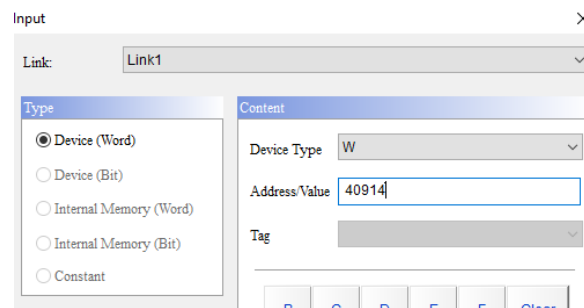 Input
Link:
Link1
Type
Content
Device (Word)
Device Type
W
Device (Bit)
Address/Value
40914
Internal Memory (Word)
Tag
Internal Memory (Bit)
Constant
Clear